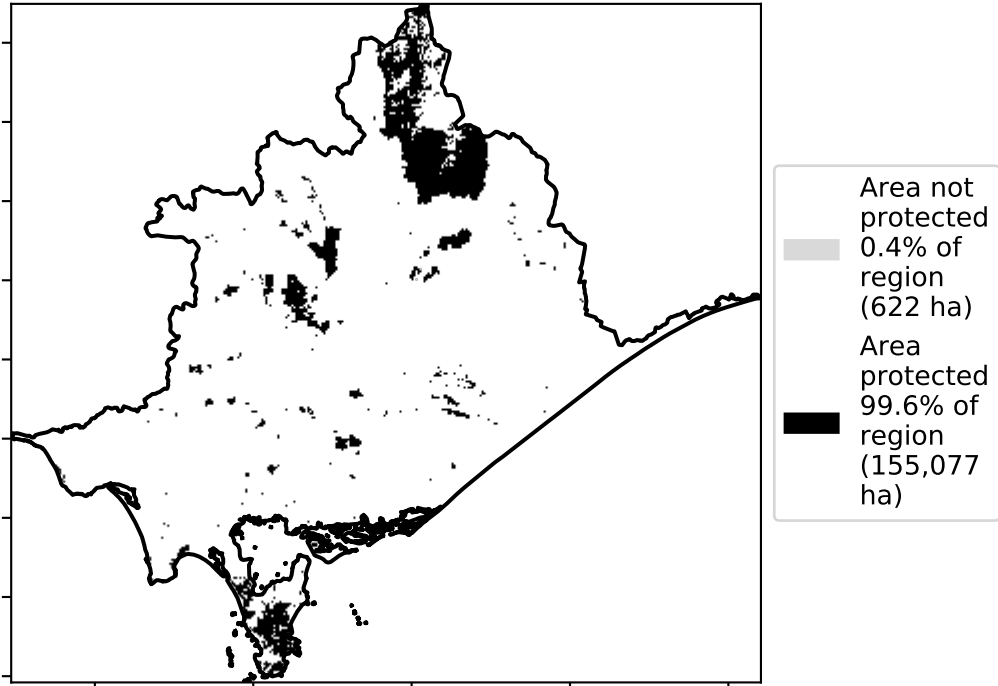 Area not
protected
0.4% of
region
(622 ha)
Area
protected
99.6% of
region
(155,077
ha)